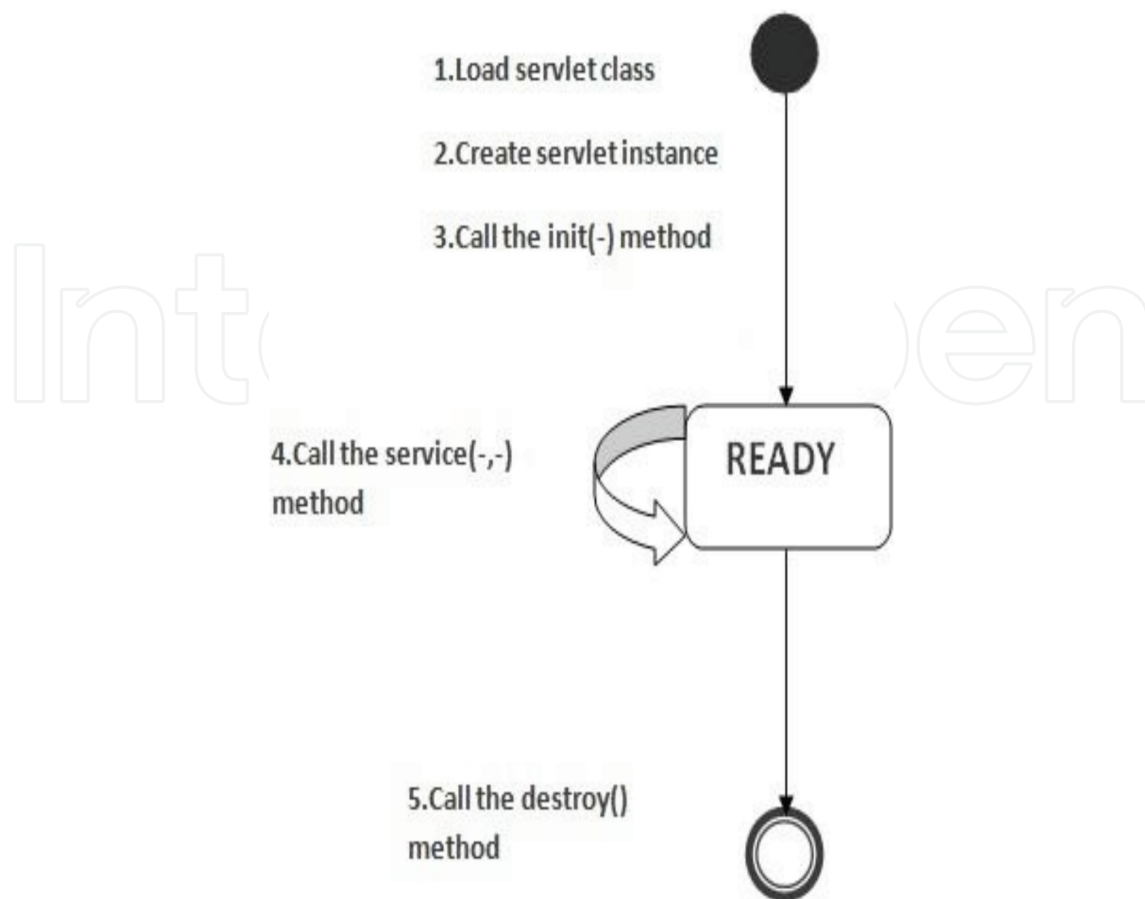 1.Load servlet class
2.Create servlet instance
3.Call the init(-) method
4.Call the service(-,-)
method
READY
5.Call the destroy()
method